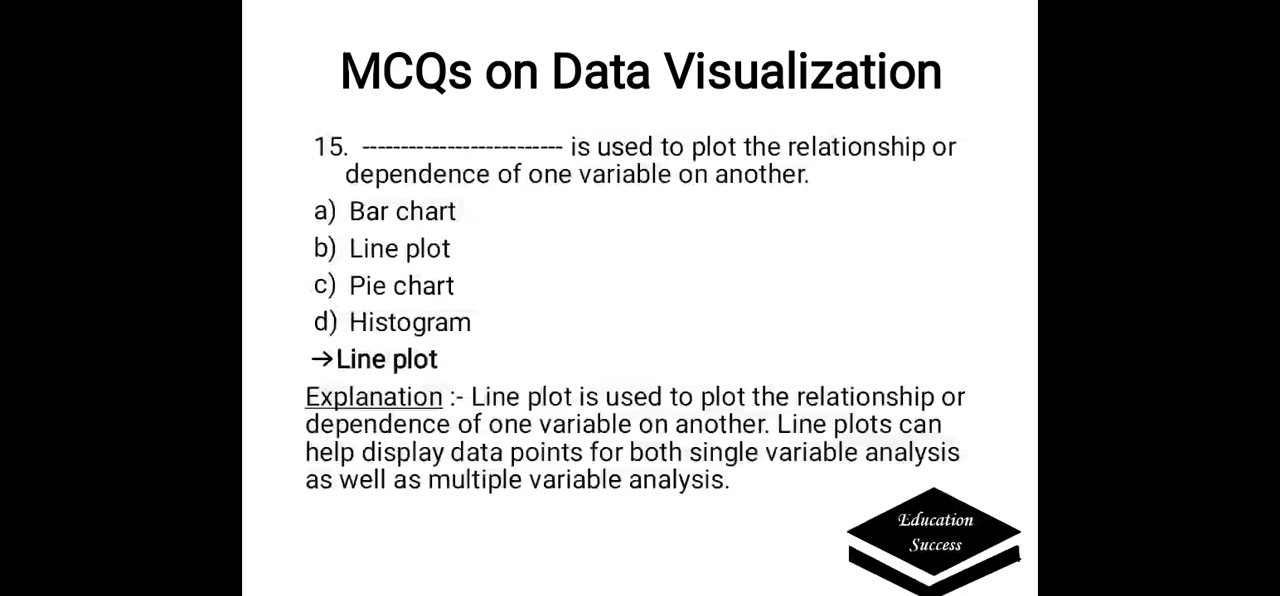 MCQs on Data Visualization
15. -------------------------- is used to plot the relationship or
dependence of one variable on another.
a) Bar chart
b) Line plot
c) Pie chart
d) Histogram
→Line plot
Explanation :- Line plot is used to plot the relationship or
dependence of one variable on another. Line plots can
help display data points for both single variable analysis
as well as multiple variable analysis.
Education
Success